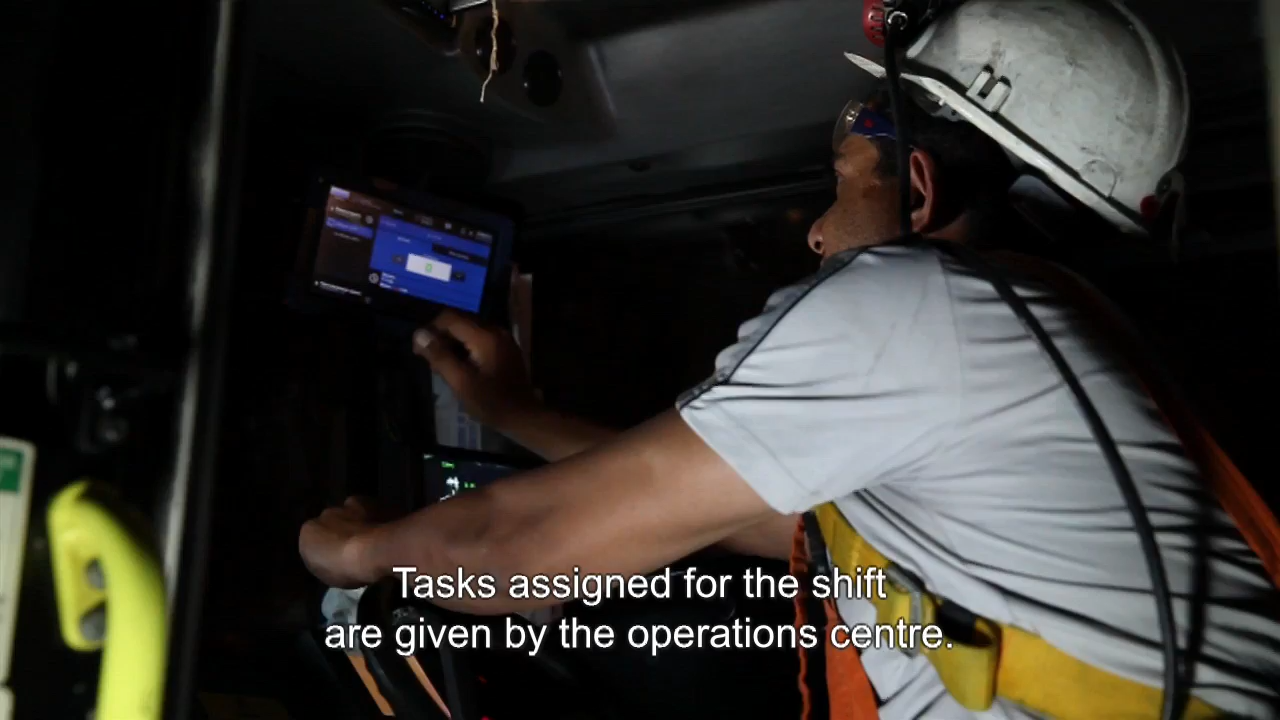 Tasks assigned for the shift
are given by the operations centre.